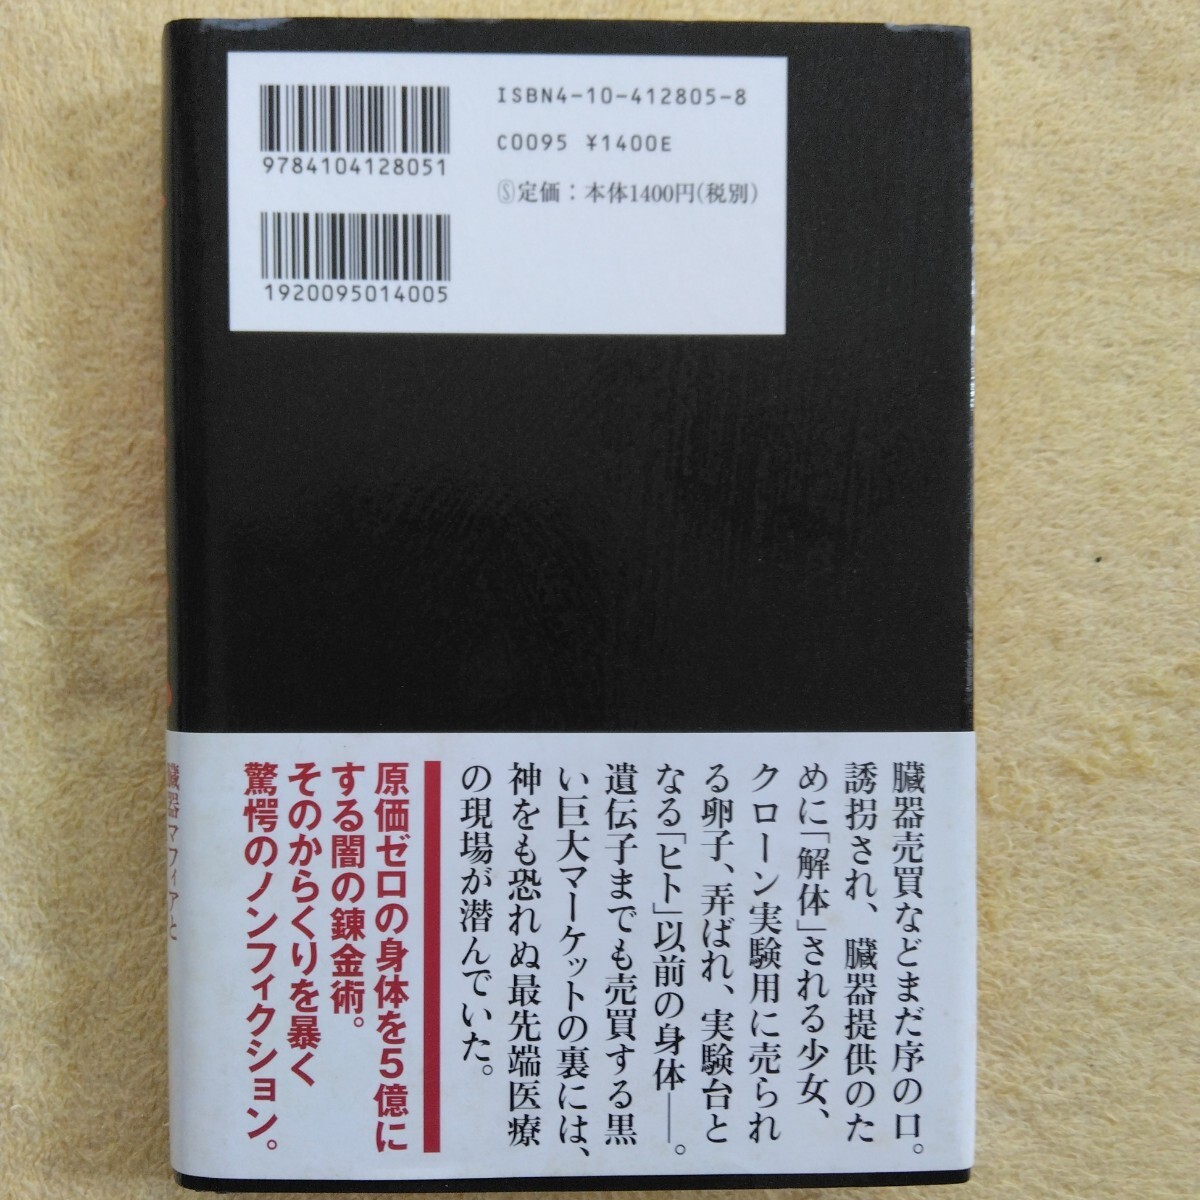 ISBN4-10-412805-8
C0095 ¥1400E
Ⓢ定価：本体1400円(税別)
9784104128051
1920095014005
臓器売買などまだ序の口。
誘拐され、臓器提供のた
めに「解体」される少女、
クローン実験用に売られ
る卵子、弄ばれ、実験台と
なる「ヒト」以前の身体──。
遺伝子までも売買する黒
い巨大マーケットの裏には、
神をも恐れぬ最先端医療
の現場が潜んでいた。
原価ゼロの身体を5億に
する闇の錬金術。
そのからくりを暴く
驚愕のノンフィクション。
臓器マフィアと